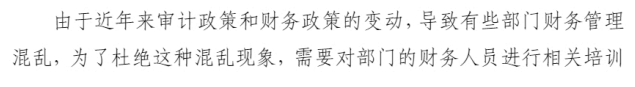 由于近年来审计政策和财务政策的变动，导致有些部门财务管理
混乱，为了杜绝这种混乱现象，需要对部门的财务人员进行相关培训